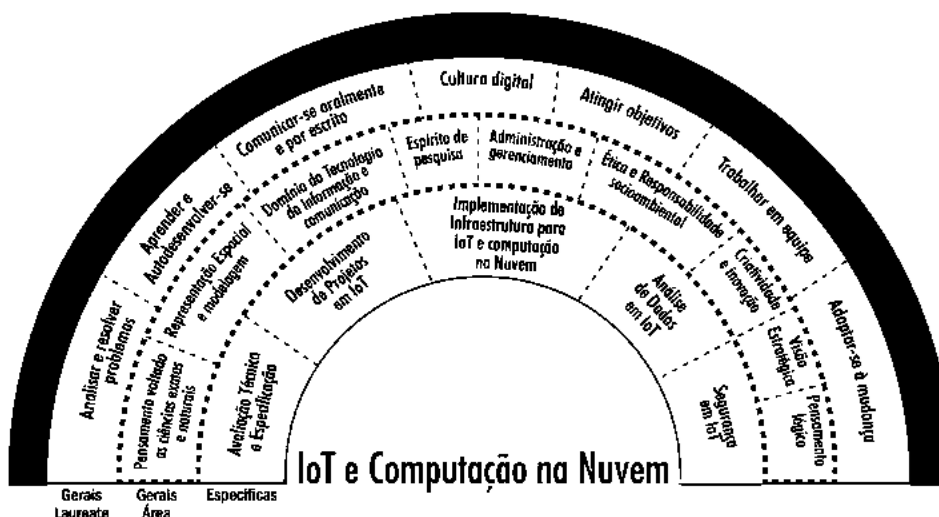 Analisar e resolver
problemas
Aprender e
Autodesenvolver-se
Comunicar-se oralmente
e por escrito
Cultura digital
Atingir objetivos
Trabalhar em equipe
Adaptar-se à mudança
Pensamento voltado
as ciências exatas
e naturais
Representação Espacial
e modelagem
Domínio da Tecnologia
da Informação e
comunicação
Espírito de
pesquisa
Administração e
gerenciamento
Ética e Responsabilidade
socioambiental
Criatividade
e inovação
Visão
Estratégica
Pensamento
lógico
Avaliação Técnica
e Especificação
Desenvolvimento
de Projetos
em IoT
Implementação de
Infraestrutura para
IoT e computação
na Nuvem
Análise
de Dados
em IoT
Segurança
em IoT
IoT e Computação na Nuvem
Gerais
Laureate
Gerais
Área
Específicas